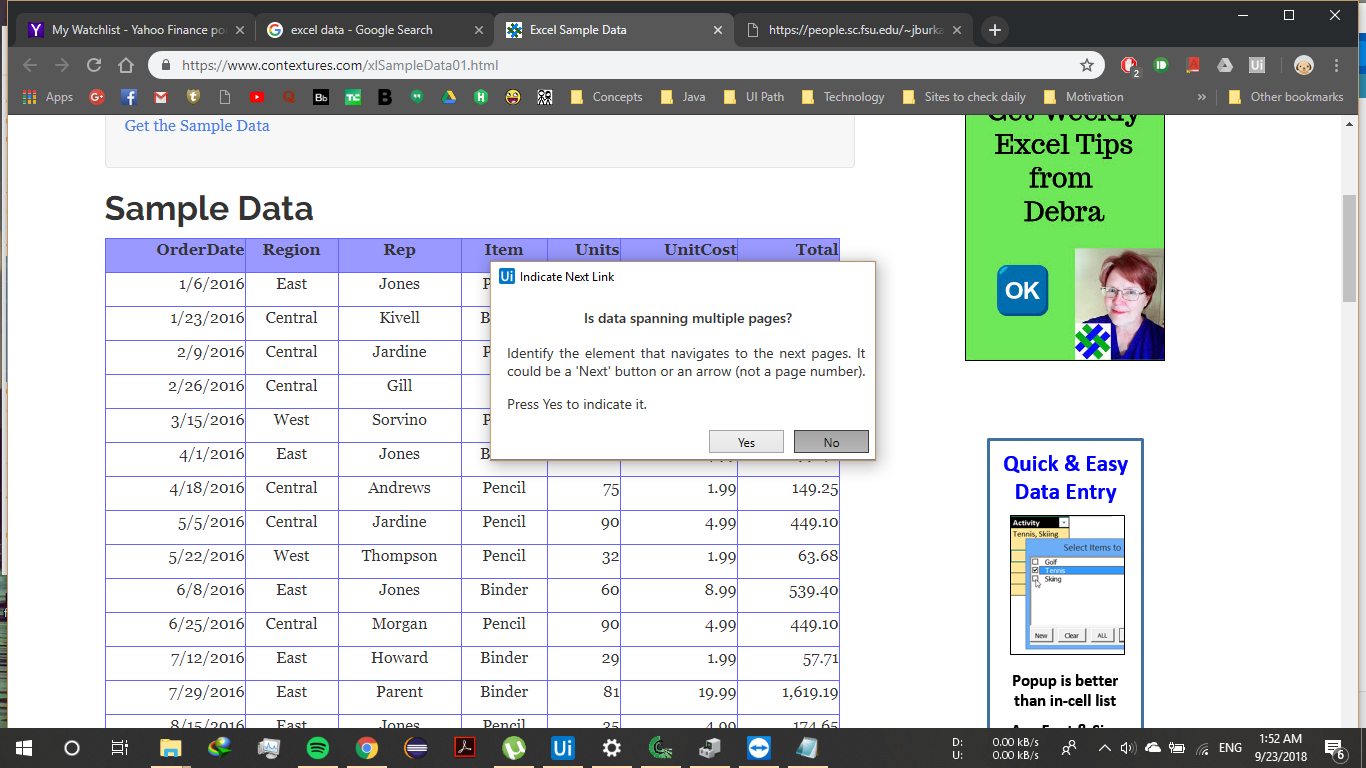 My Watchlist - Yahoo Finance po
excel data - Google Search
Excel Sample Data
https://people.sc.fsu.edu/~jburka
https://www.contextures.com/xlSampleData01.html
2
Ui
Apps
Bb
TC
B
H
Concepts
Java
UI Path
Technology
Sites to check daily
Motivation
»
Other bookmarks
Get the Sample Data
Get Weekly
Excel Tips
from
Debra
OK
Sample Data
OrderDate Region Rep Item Units UnitCost Total
1/6/2016 East Jones
1/23/2016 Central Kivell
2/9/2016 Central Jardine
2/26/2016 Central Gill
3/15/2016 West Sorvino
4/1/2016 East Jones
4/18/2016 Central Andrews Pencil 75 1.99 149.25
5/5/2016 Central Jardine Pencil 90 4.99 449.10
5/22/2016 West Thompson Pencil 32 1.99 63.68
6/8/2016 East Jones Binder 60 8.99 539.40
6/25/2016 Central Morgan Pencil 90 4.99 449.10
7/12/2016 East Howard Binder 29 1.99 57.71
7/29/2016 East Parent Binder 81 19.99 1,619.19
8/15/2016 East Jones Pencil 35 4.99 174.65
Ui Indicate Next Link
Is data spanning multiple pages?
Identify the element that navigates to the next pages. It
could be a 'Next' button or an arrow (not a page number).
Press Yes to indicate it.
Yes
No
Quick & Easy
Data Entry
Activity
Tennis, Skiing
Select Items to
Golf
Tennis
Skiing
New
Clear
ALL
Popup is better
than in-cell list
Ui
D: 0.00 kB/s
U: 0.00 kB/s
ENG
1:52 AM
9/23/2018
6